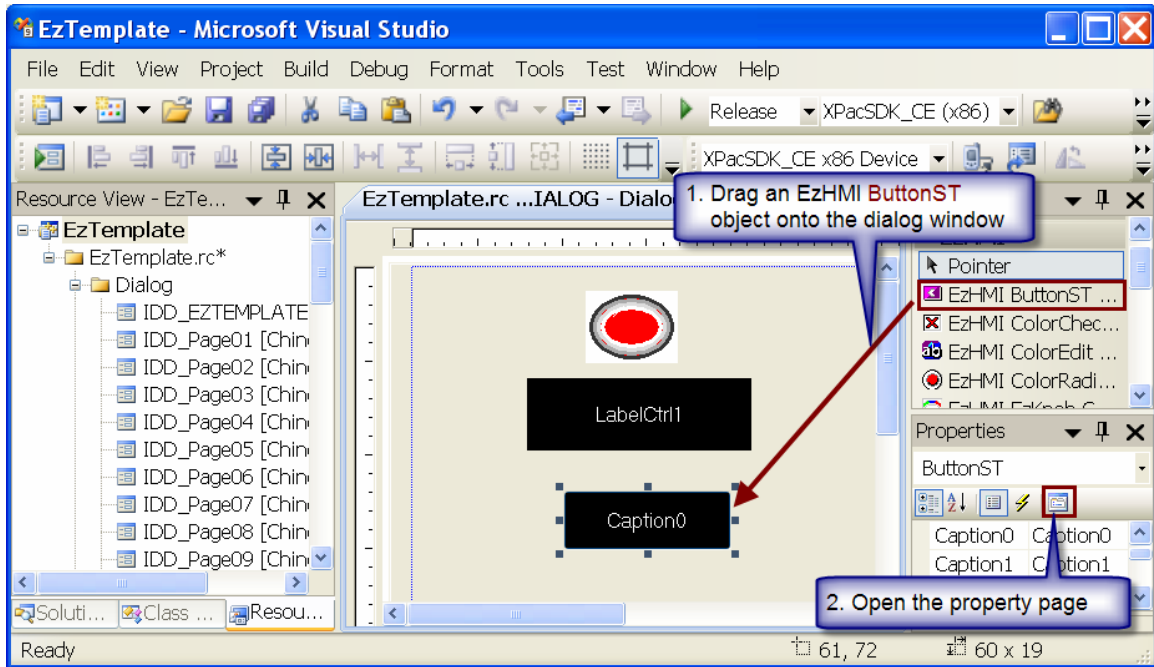 EzTemplate - Microsoft Visual Studio
File Edit View Project Build Debug Format Tools Test Window Help
Release XPacSDK_CE (x86)
XPacSDK_CE x86 Device
Resource View - EzTe...
EzTemplate.rc ...IALOG - Dialo
1. Drag an EzHMI ButtonST
object onto the dialog window
EzTemplate
EzTemplate.rc*
Dialog
IDD_EZTEMPLATE
IDD_Page01 [Chin
IDD_Page02 [Chin
IDD_Page03 [Chin
IDD_Page04 [Chin
IDD_Page05 [Chin
IDD_Page06 [Chin
IDD_Page07 [Chin
IDD_Page08 [Chin
IDD_Page09 [Chin
LabelCtrl1
Caption0
Pointer
EzHMI ButtonST ...
EzHMI ColorChec...
EzHMI ColorEdit ...
EzHMI ColorRadi...
EzHMI EzKnob C
Properties
ButtonST
Caption0 Caption0
Caption1 Caption1
2. Open the property page
Soluti... Class ... Resou...
Ready 61, 72 60 x 19